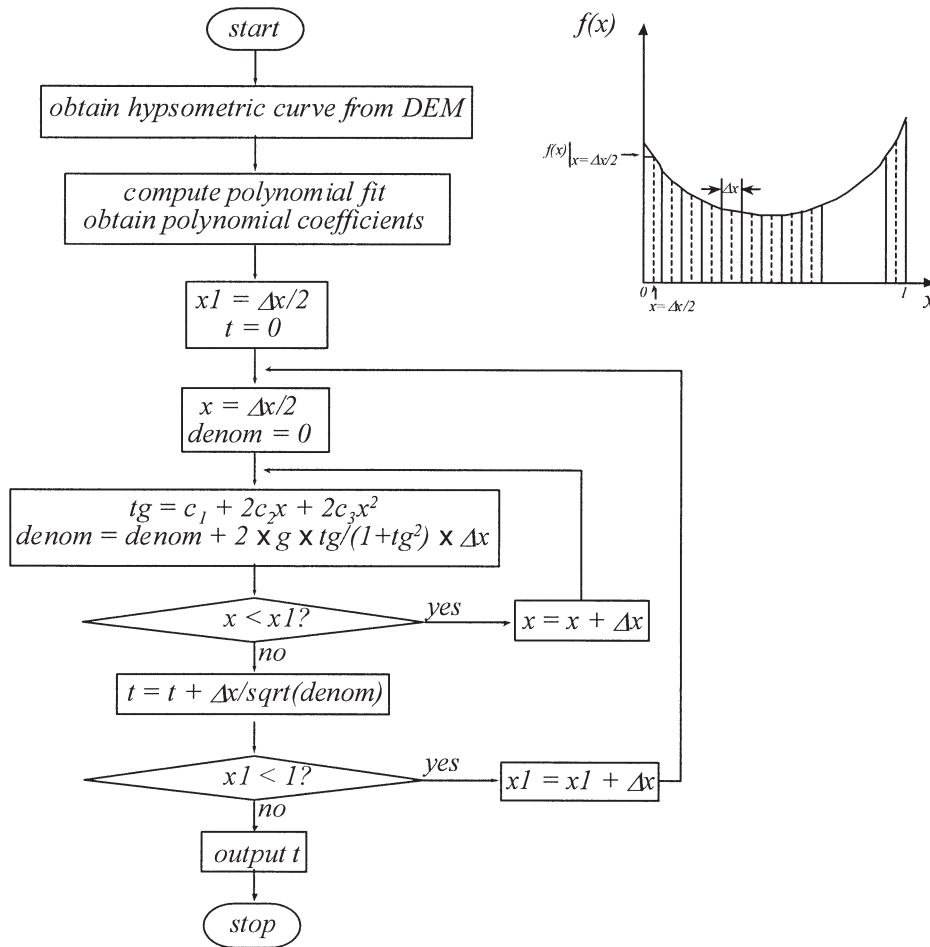 start
obtain hypsometric curve from DEM
compute polynomial fit
obtain polynomial coefficients
x1 = Δx/2
t = 0
x = Δx/2
denom = 0
tg = c₁ + 2c₂x + 2c₃x²
denom = denom + 2 × g × tg/(1+tg²) × Δx
x < x1?
yes
x = x + Δx
no
t = t + Δx/sqrt(denom)
x1 < 1?
yes
x1 = x1 + Δx
no
output t
stop
f(x)
f(x)|x = Δx/2
Δx
0
1
x
x = Δx/2